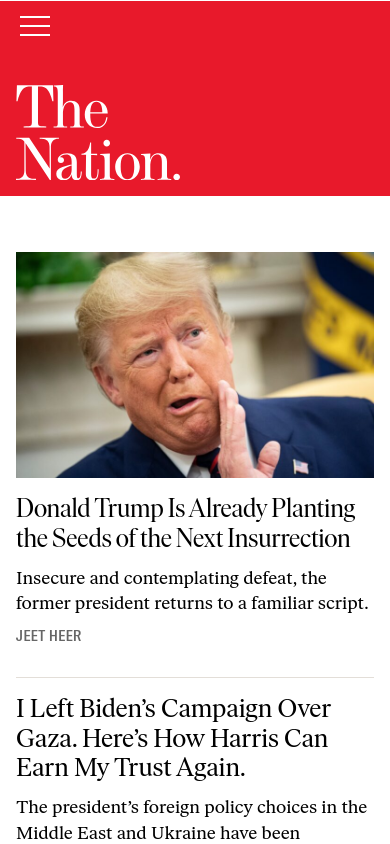 The
Nation.
Donald Trump Is Already Planting
the Seeds of the Next Insurrection
Insecure and contemplating defeat, the
former president returns to a familiar script.
JEET HEER
I Left Biden’s Campaign Over
Gaza. Here’s How Harris Can
Earn My Trust Again.
The president’s foreign policy choices in the
Middle East and Ukraine have been